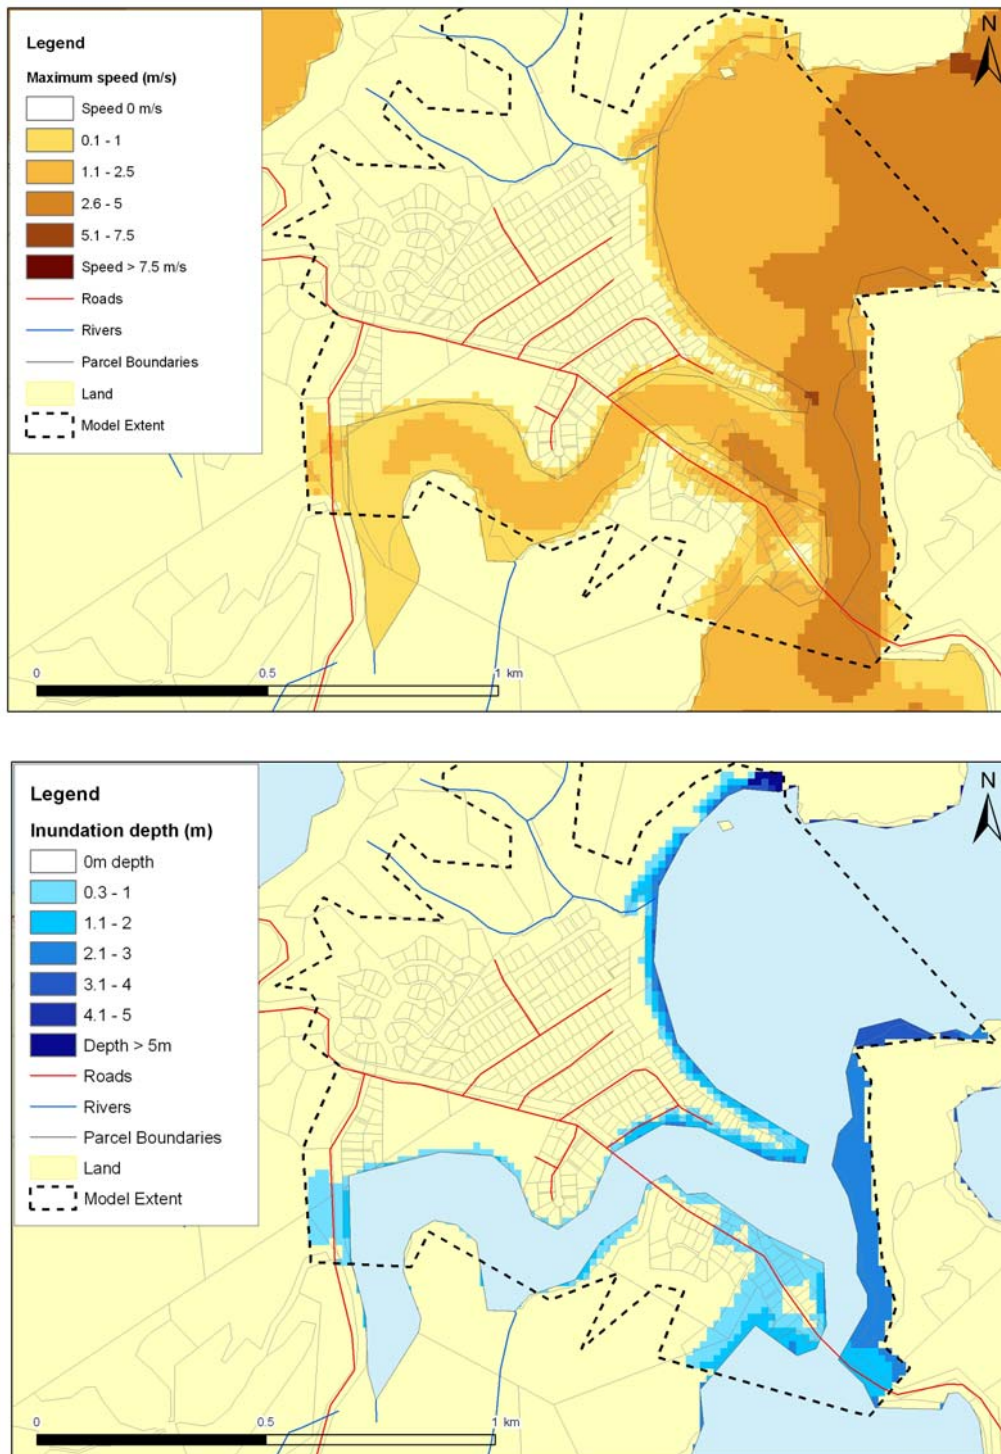 N
Legend
Maximum speed (m/s)
Speed 0 m/s
0.1 - 1
1.1 - 2.5
2.6 - 5
5.1 - 7.5
Speed > 7.5 m/s
Roads
Rivers
Parcel Boundaries
Land
Model Extent
0 0.5 1 km
N
Legend
Inundation depth (m)
0m depth
0.3 - 1
1.1 - 2
2.1 - 3
3.1 - 4
4.1 - 5
Depth > 5m
Roads
Rivers
Parcel Boundaries
Land
Model Extent
0 0.5 1 km